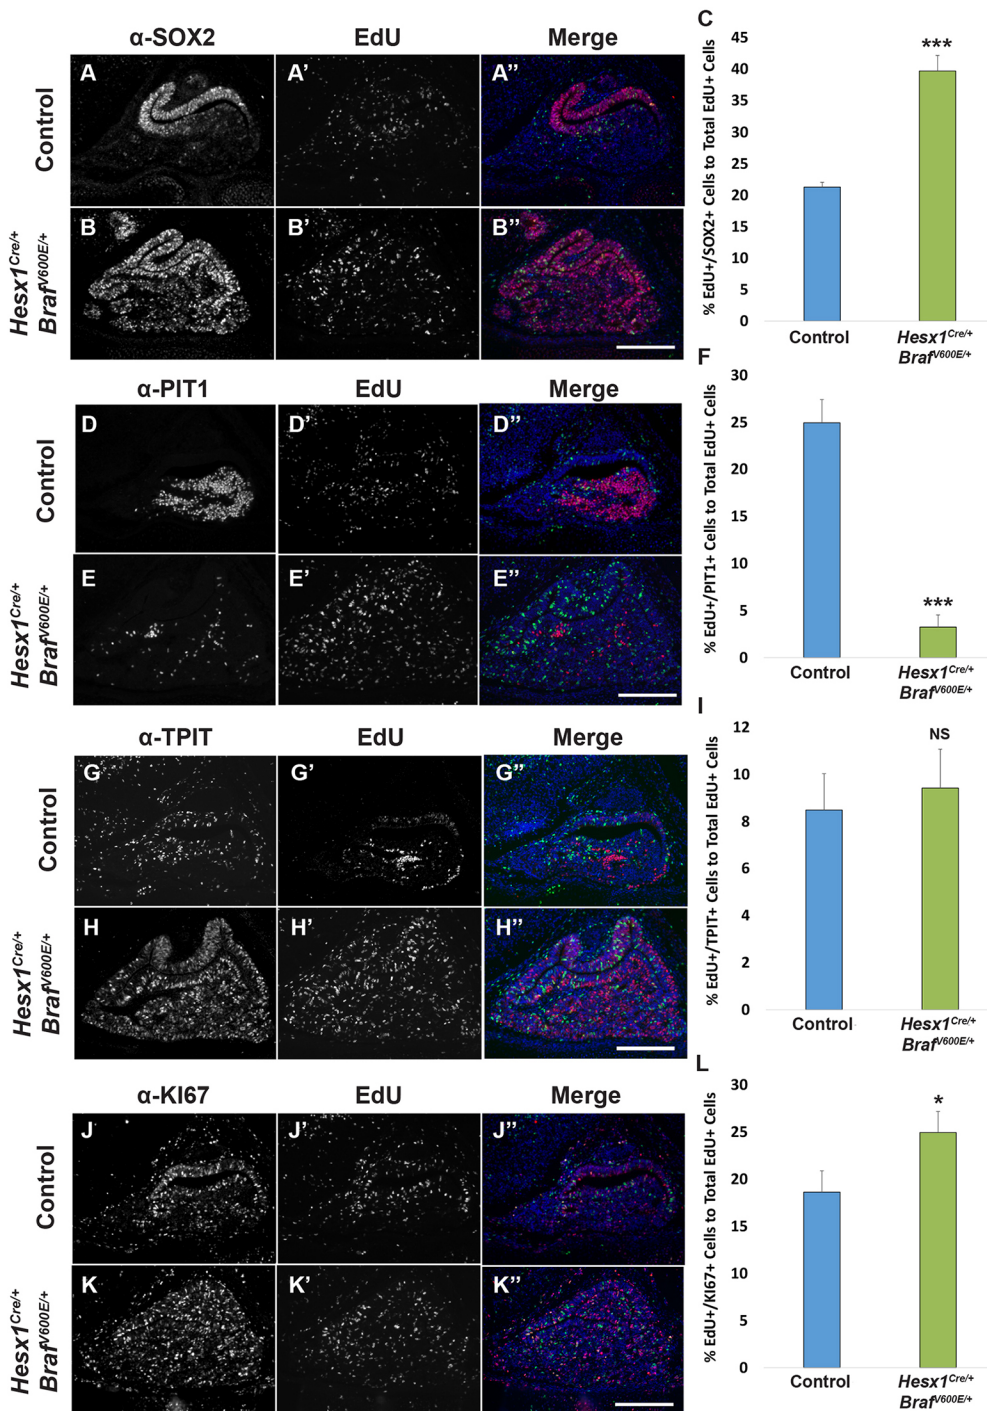 α-SOX2 EdU Merge
Control
A A' A''
Hesx1Cre/+
BrafV600E/+
B B' B''
C
% EdU+/SOX2+ Cells to Total EdU+ Cells
45
40
35
30
25
20
15
10
5
0
***
Control
Hesx1Cre/+
BrafV600E/+
α-PIT1 EdU Merge
Control
D D' D''
Hesx1Cre/+
BrafV600E/+
E E' E''
F
% EdU+/PIT1+ Cells to Total EdU+ Cells
30
25
20
15
10
5
0
***
Control
Hesx1Cre/+
BrafV600E/+
α-TPIT EdU Merge
Control
G G' G''
Hesx1Cre/+
BrafV600E/+
H H' H''
I
% EdU+/TPIT+ Cells to Total EdU+ Cells
12
10
8
6
4
2
0
NS
Control
Hesx1Cre/+
BrafV600E/+
α-KI67 EdU Merge
Control
J J' J''
Hesx1Cre/+
BrafV600E/+
K K' K''
L
% EdU+/KI67+ Cells to Total EdU+ Cells
30
25
20
15
10
5
0
*
Control
Hesx1Cre/+
BrafV600E/+